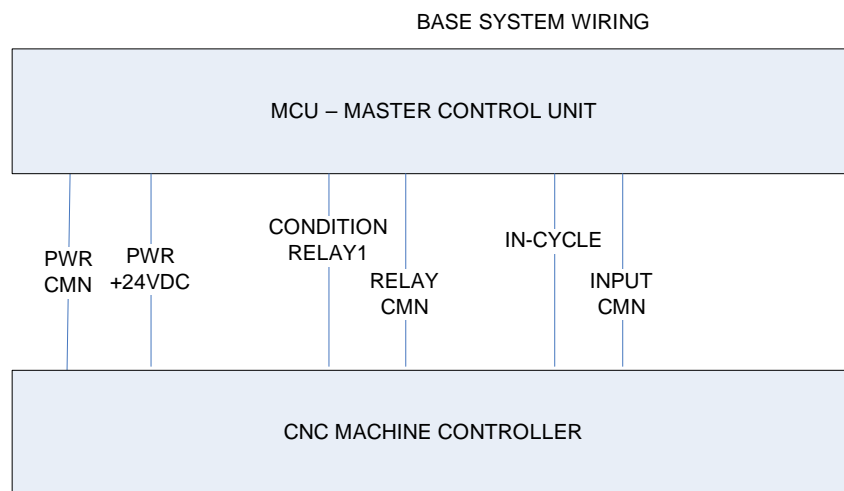 BASE SYSTEM WIRING
MCU – MASTER CONTROL UNIT
PWR
CMN
PWR
+24VDC
CONDITION
RELAY1
RELAY
CMN
IN-CYCLE
INPUT
CMN
CNC MACHINE CONTROLLER